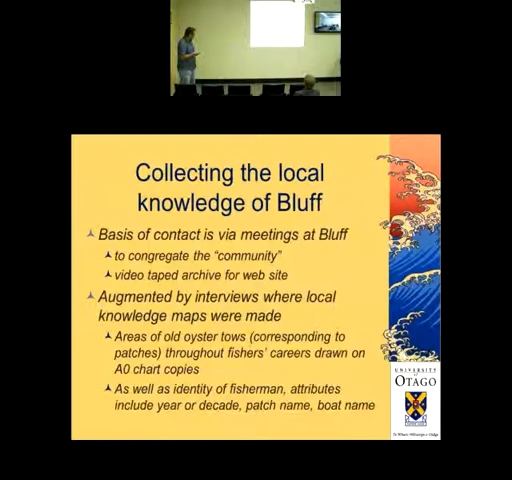 Collecting the local
knowledge of Bluff
Basis of contact is via meetings at Bluff
to congregate the "community"
video taped archive for web site
Augmented by interviews where local
knowledge maps were made
Areas of old oyster tows (corresponding to
patches) throughout fishers' careers drawn on
A0 chart copies
As well as identity of fisherman, attributes
include year or decade, patch name, boat name
UNIVERSITY
of
OTAGO